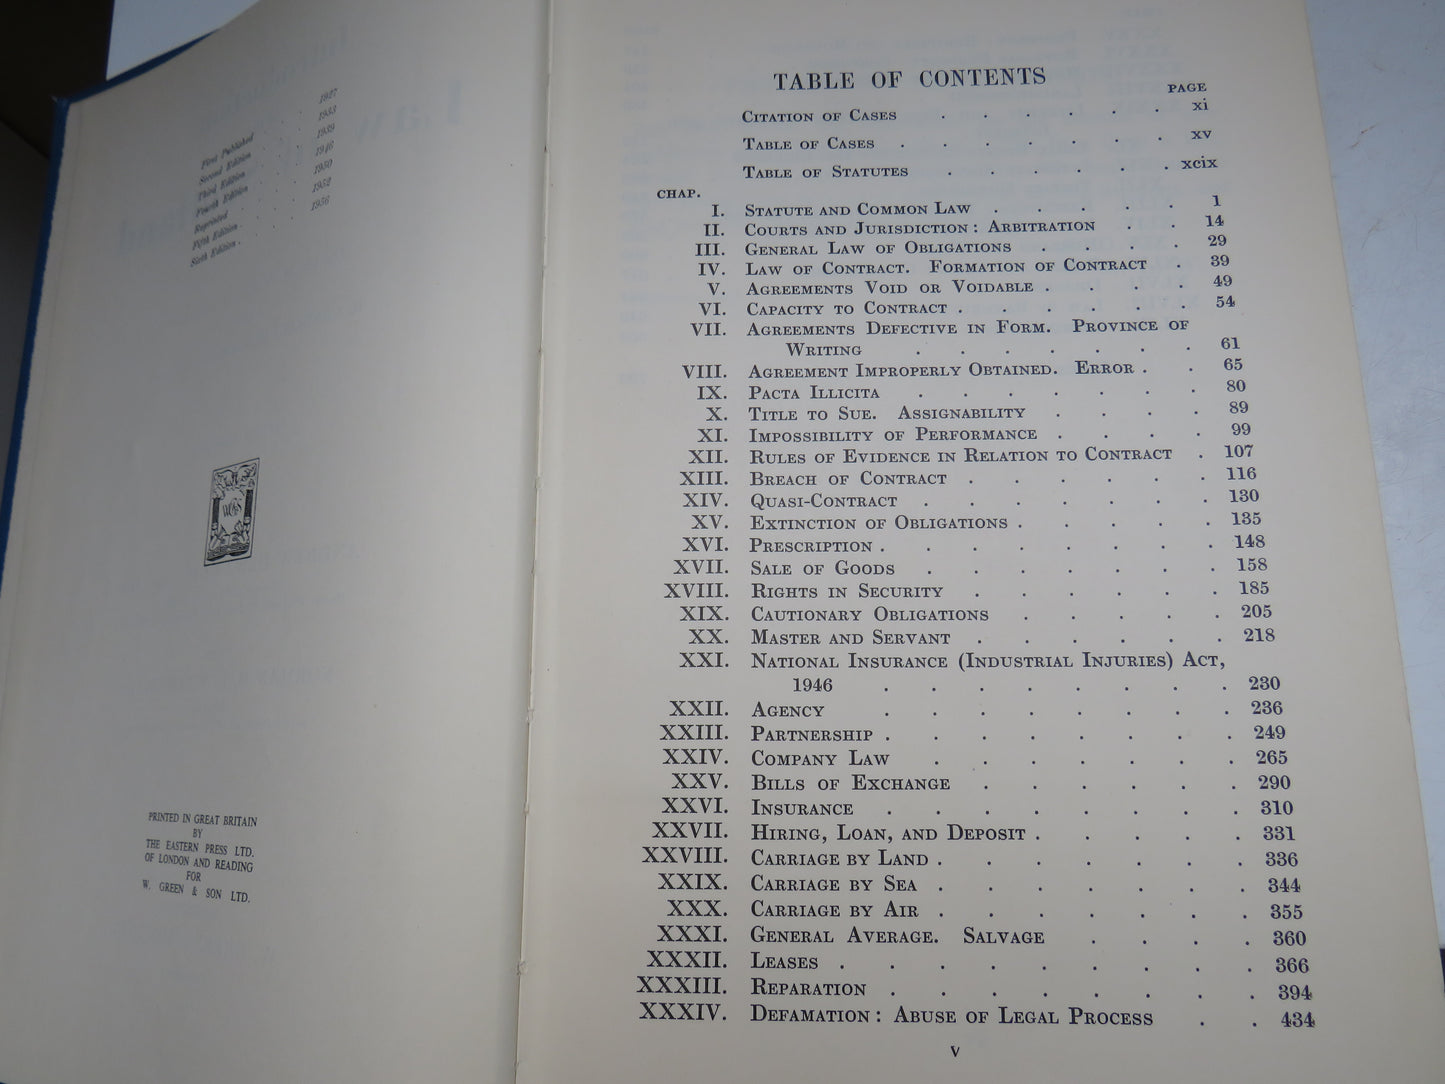 First Published . . . 1927
Second Edition . . . 1933
Third Edition . . . 1939
Fourth Edition . . . 1946
Reprinted . . . 1950
Fifth Edition . . . 1952
Sixth Edition . . . 1956
PRINTED IN GREAT BRITAIN
BY
THE EASTERN PRESS LTD.
OF LONDON AND READING
FOR
W. GREEN & SON LTD.
TABLE OF CONTENTS
PAGE
CITATION OF CASES . . . . . . xi
TABLE OF CASES . . . . . . . xv
TABLE OF STATUTES . . . . . . xcix
CHAP.
I. STATUTE AND COMMON LAW . . . . . 1
II. COURTS AND JURISDICTION: ARBITRATION . . 14
III. GENERAL LAW OF OBLIGATIONS . . . . 29
IV. LAW OF CONTRACT. FORMATION OF CONTRACT . 39
V. AGREEMENTS VOID OR VOIDABLE . . . . 49
VI. CAPACITY TO CONTRACT . . . . . . 54
VII. AGREEMENTS DEFECTIVE IN FORM. PROVINCE OF
WRITING . . . . . . . 61
VIII. AGREEMENT IMPROPERLY OBTAINED. ERROR . . 65
IX. PACTA ILLICITA . . . . . . . 80
X. TITLE TO SUE. ASSIGNABILITY . . . . 89
XI. IMPOSSIBILITY OF PERFORMANCE . . . . 99
XII. RULES OF EVIDENCE IN RELATION TO CONTRACT . 107
XIII. BREACH OF CONTRACT . . . . . . 116
XIV. QUASI-CONTRACT . . . . . . . 130
XV. EXTINCTION OF OBLIGATIONS . . . . . 135
XVI. PRESCRIPTION . . . . . . . . 148
XVII. SALE OF GOODS . . . . . . . 158
XVIII. RIGHTS IN SECURITY . . . . . . 185
XIX. CAUTIONARY OBLIGATIONS . . . . . 205
XX. MASTER AND SERVANT . . . . . . 218
XXI. NATIONAL INSURANCE (INDUSTRIAL INJURIES) ACT,
1946 . . . . . . . . 230
XXII. AGENCY . . . . . . . . 236
XXIII. PARTNERSHIP . . . . . . . . 249
XXIV. COMPANY LAW . . . . . . . 265
XXV. BILLS OF EXCHANGE . . . . . . 290
XXVI. INSURANCE . . . . . . . . 310
XXVII. HIRING, LOAN, AND DEPOSIT . . . . . 331
XXVIII. CARRIAGE BY LAND . . . . . . . 336
XXIX. CARRIAGE BY SEA . . . . . . . 344
XXX. CARRIAGE BY AIR . . . . . . . 355
XXXI. GENERAL AVERAGE. SALVAGE . . . . 360
XXXII. LEASES . . . . . . . . . 366
XXXIII. REPARATION . . . . . . . . 394
XXXIV. DEFAMATION: ABUSE OF LEGAL PROCESS . . 434
v